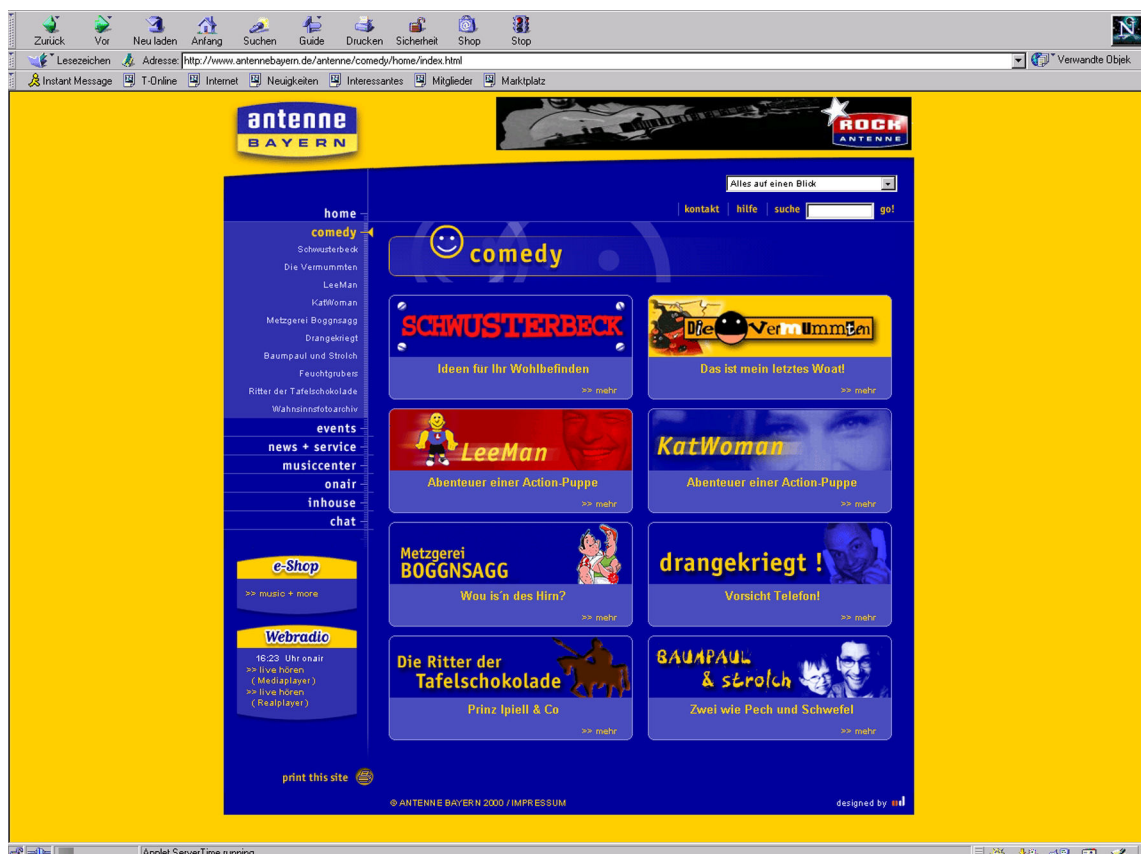 Zurück Vor Neu laden Anfang Suchen Guide Drucken Sicherheit Shop Stop
N
Lesezeichen Adresse: http://www.antennebayern.de/antenne/comedy/home/index.html Verwandte Objek
Instant Message T-Online Internet Neuigkeiten Interessantes Mitglieder Marktplatz
antenne
BAYERN
ROCK
ANTENNE
Alles auf einen Blick
kontakt hilfe suche go!
home
comedy
Schwusterbeck
Die Vermummten
LeeMan
KatWoman
Metzgerei Boggnsagg
Drangekriegt
Baumpaul und Strolch
Feuchtgrubers
Ritter der Tafelschokolade
Wahnsinnsfotoarchiv
events
news + service
musiccenter
onair
inhouse
chat
e-Shop
>> music + more
Webradio
16:23 Uhr onair
>> live hören
( Mediaplayer )
>> live hören
( Realplayer )
print this site
comedy
SCHWUSTERBECK
Ideen für Ihr Wohlbefinden
>> mehr
Die Vermummten
Das ist mein letztes Woat!
>> mehr
LeeMan
Abenteuer einer Action-Puppe
>> mehr
KatWoman
Abenteuer einer Action-Puppe
>> mehr
Metzgerei
BOGGNSAGG
Wou is´n des Hirn?
>> mehr
drangekriegt !
Vorsicht Telefon!
>> mehr
Die Ritter der
Tafelschokolade
Prinz Ipiell & Co
>> mehr
BAUMPAUL
& strolch
Zwei wie Pech und Schwefel
>> mehr
© ANTENNE BAYERN 2000 / IMPRESSUM
designed by
Applet ServerTime running